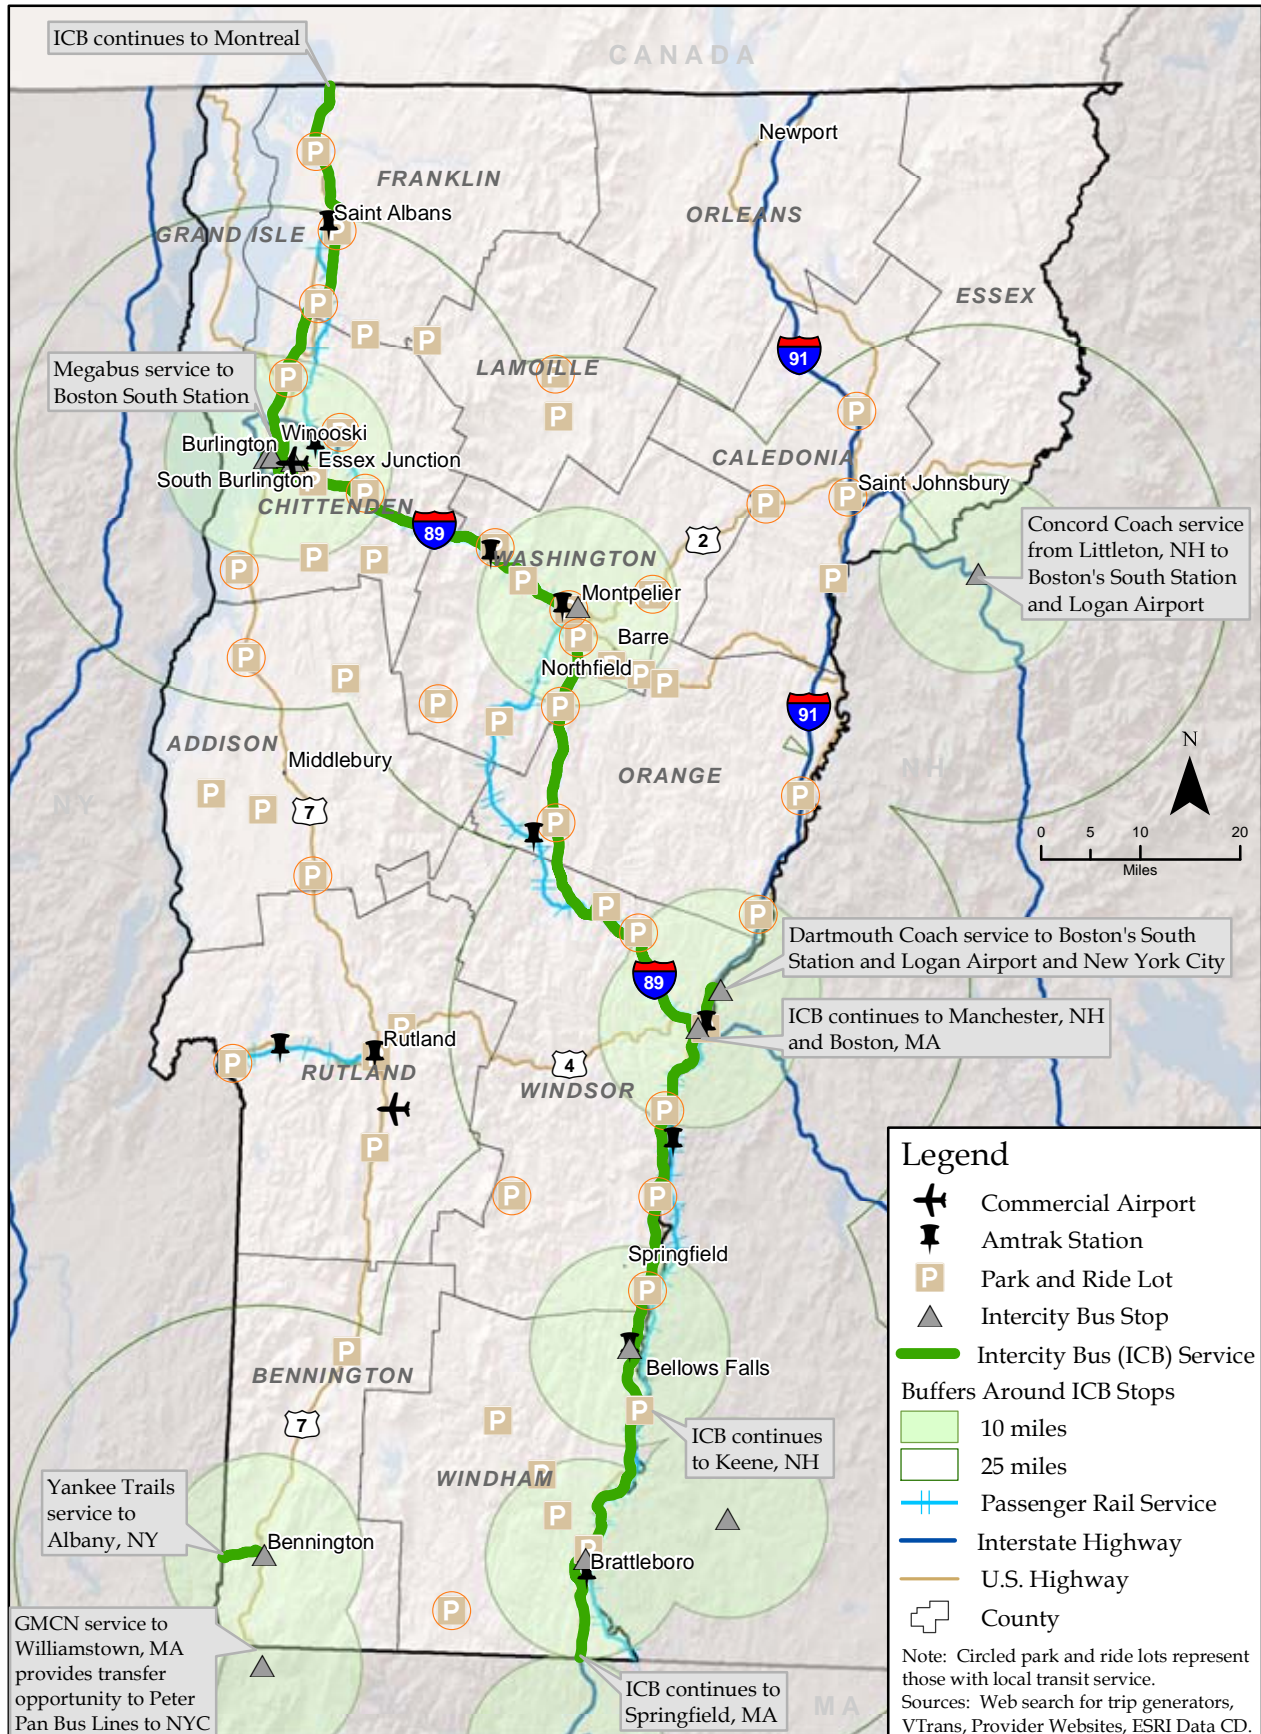 ICB continues to Montreal
CANADA
Newport
FRANKLIN
ORLEANS
Saint Albans
GRAND ISLE
ESSEX
91
Megabus service to
Boston South Station
LAMOILLE
Winooski
Burlington
Essex Junction
South Burlington
CHITTENDEN
CALEDONIA
Saint Johnsbury
89
2
WASHINGTON
Concord Coach service
from Littleton, NH to
Boston's South Station
and Logan Airport
Montpelier
Barre
Northfield
91
ADDISON
Middlebury
ORANGE
NH
NY
7
N
0 5 10 20
Miles
Dartmouth Coach service to Boston's South
Station and Logan Airport and New York City
89
ICB continues to Manchester, NH
and Boston, MA
Rutland
RUTLAND
4
WINDSOR
Springfield
Bellows Falls
BENNINGTON
7
ICB continues
to Keene, NH
WINDHAM
Yankee Trails
service to
Albany, NY
Bennington
Brattleboro
GMCN service to
Williamstown, MA
provides transfer
opportunity to Peter
Pan Bus Lines to NYC
ICB continues to
Springfield, MA
MA
Legend
Commercial Airport
Amtrak Station
P Park and Ride Lot
Intercity Bus Stop
Intercity Bus (ICB) Service
Buffers Around ICB Stops
10 miles
25 miles
Passenger Rail Service
Interstate Highway
U.S. Highway
County
Note: Circled park and ride lots represent
those with local transit service.
Sources: Web search for trip generators,
VTrans, Provider Websites, ESRI Data CD.